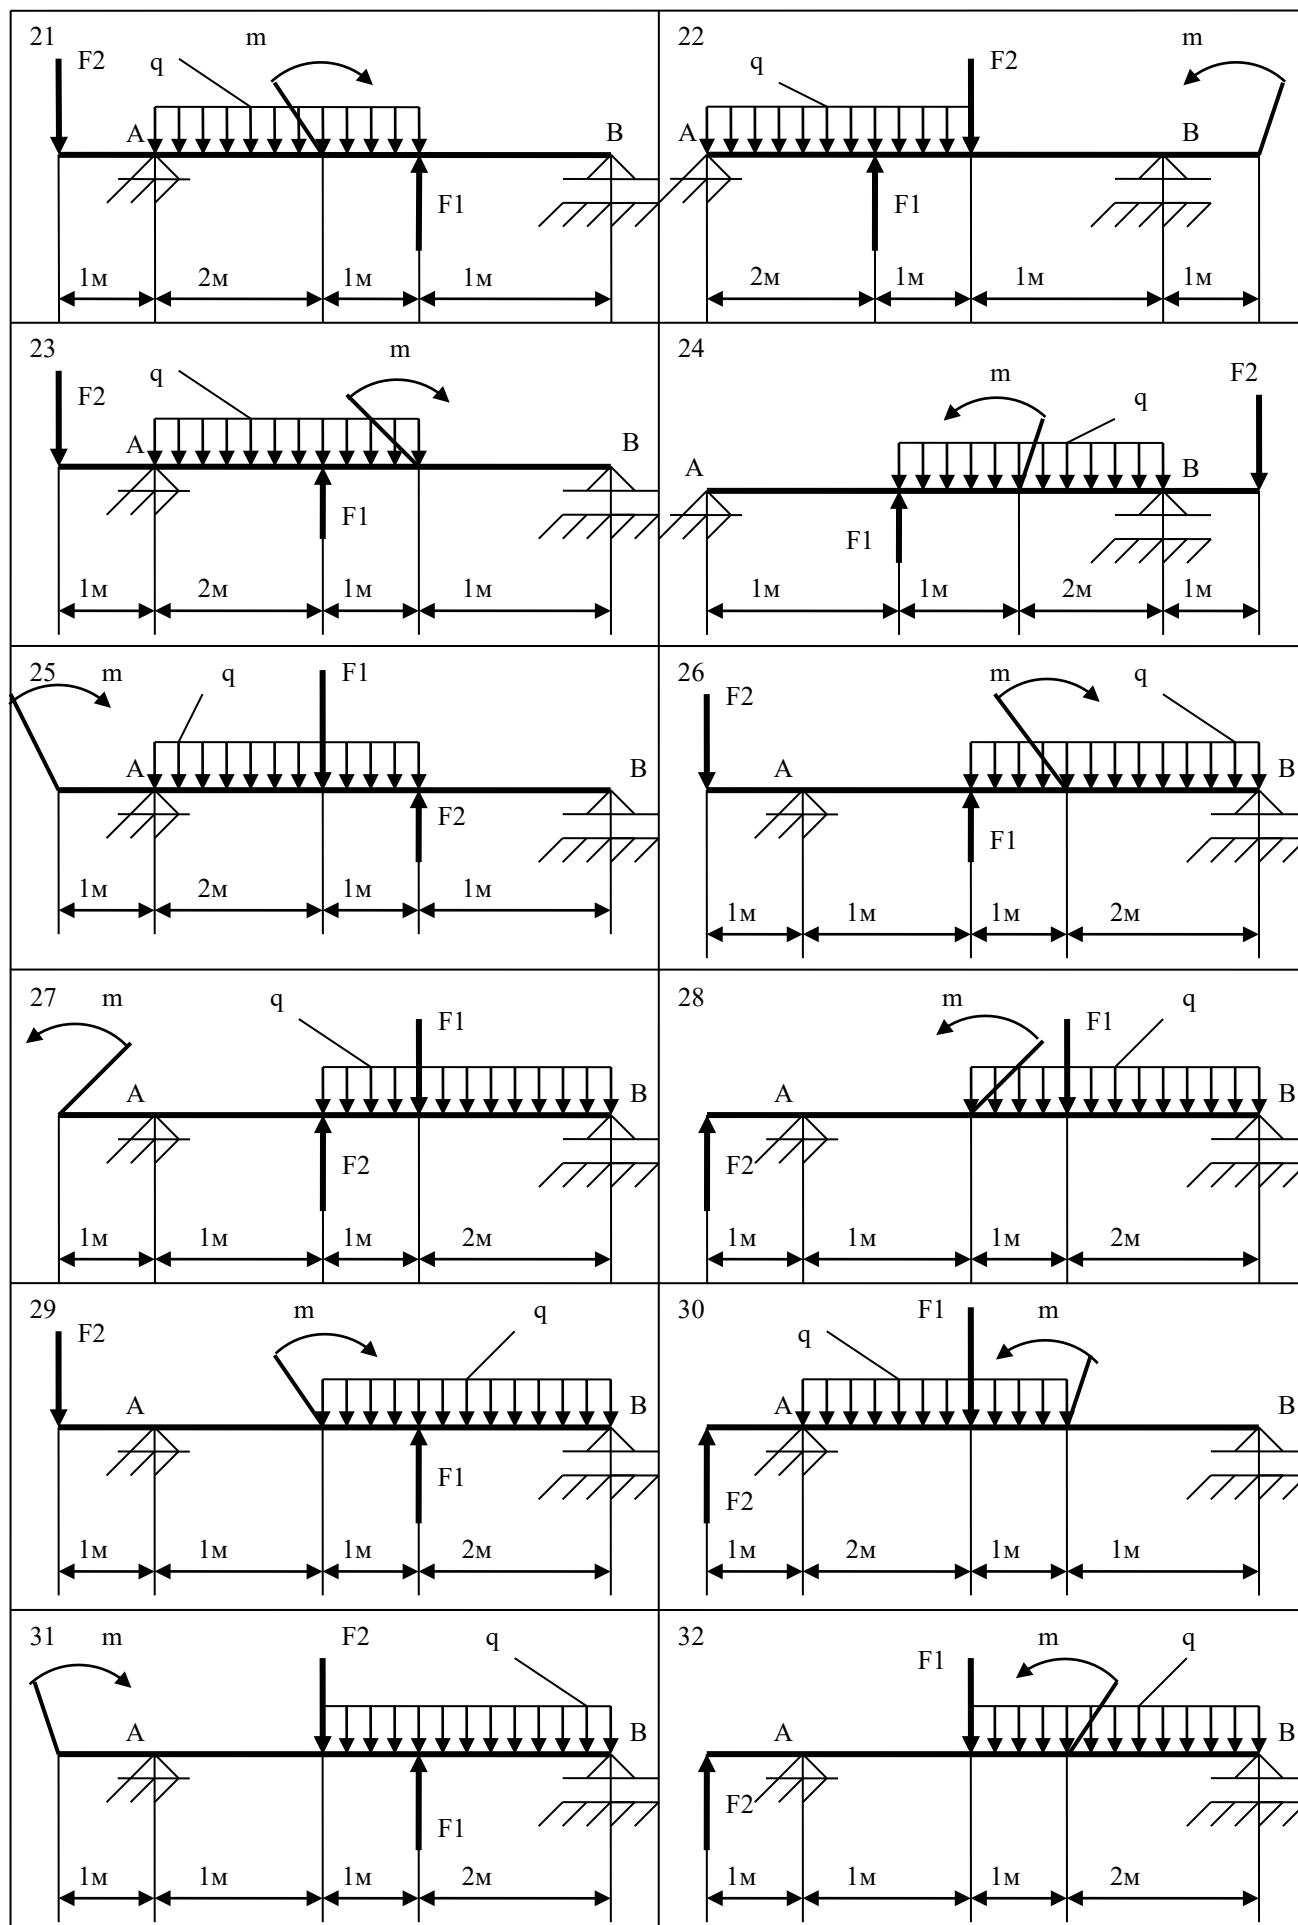 21 m
F2
q
A B
F1
1м 2м 1м 1м
22 m
F2
q
A B
F1
2м 1м 1м 1м
23 m
q
F2
A B
F1
1м 2м 1м 1м
24
m F2
q
A B
F1
1м 1м 2м 1м
25 m q F1
A B
F2
1м 2м 1м 1м
26 m q
F2
A B
F1
1м 1м 1м 2м
27 m q
F1
A B
F2
1м 1м 1м 2м
28 m q
F1
A B
F2
1м 1м 1м 2м
29 m q
F2
A B
F1
1м 1м 1м 2м
30 F1 m
q
A B
F2
1м 2м 1м 1м
31 m F2 q
A B
F1
1м 1м 1м 2м
32 m q
F1
A B
F2
1м 1м 1м 2м